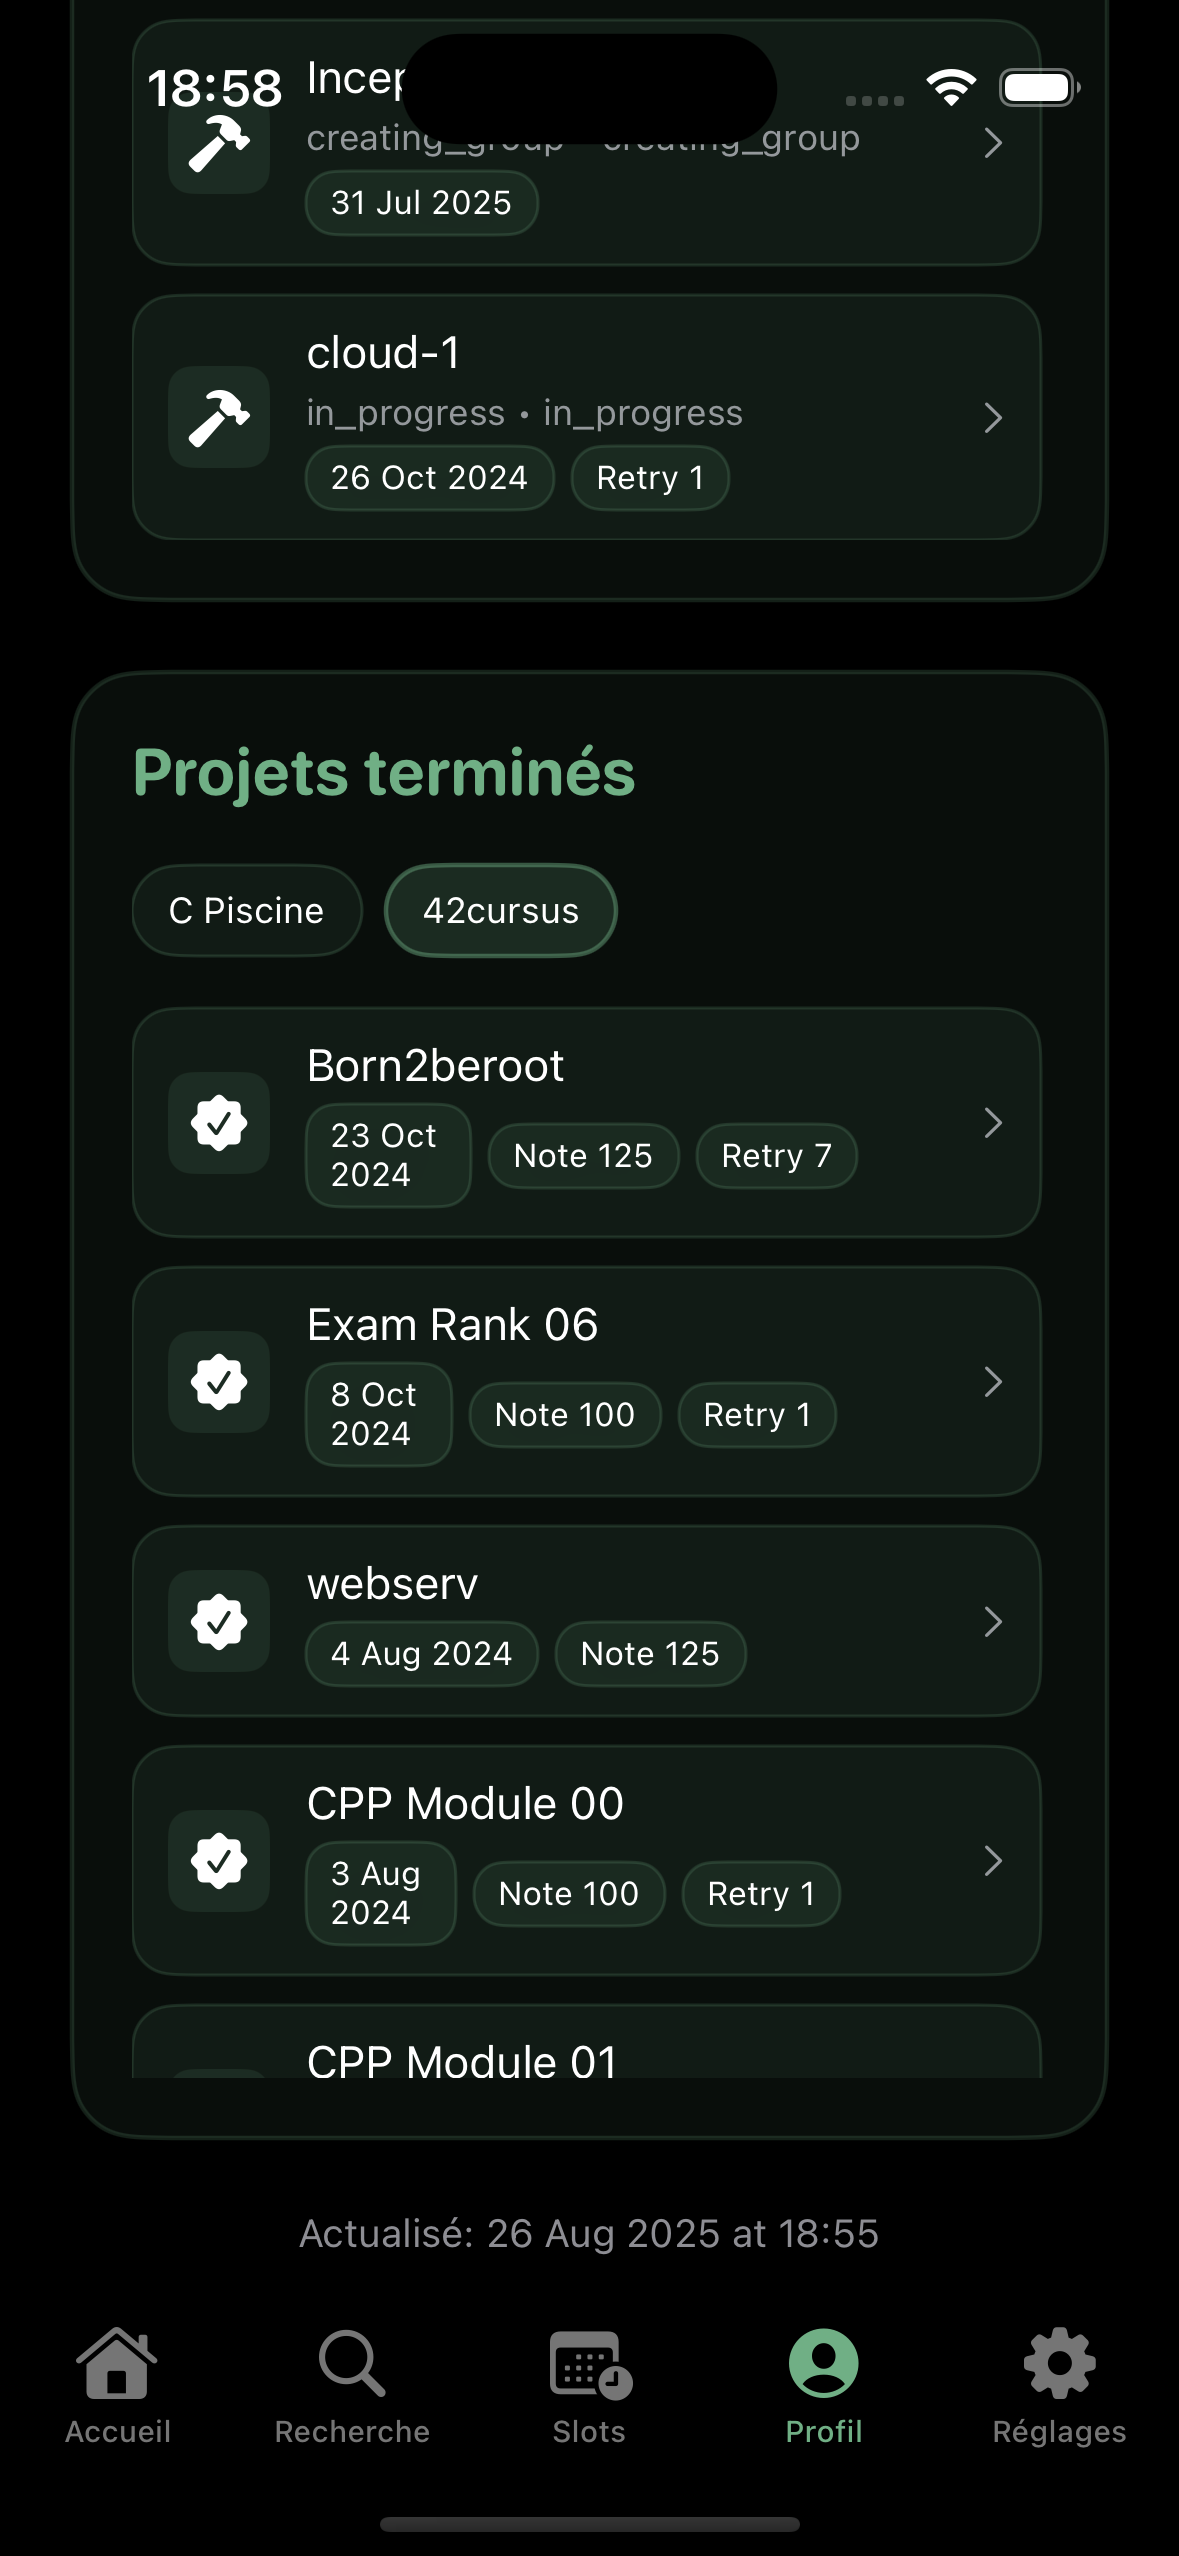 18:58
creating_group creating_group
31 Jul 2025
cloud-1
in_progress • in_progress
26 Oct 2024 Retry 1
Projets terminés
C Piscine 42cursus
Born2beroot
23 Oct
2024
Note 125 Retry 7
Exam Rank 06
8 Oct
2024
Note 100 Retry 1
webserv
4 Aug 2024 Note 125
CPP Module 00
3 Aug
2024
Note 100 Retry 1
CPP Module 01
Actualisé: 26 Aug 2025 at 18:55
Accueil Recherche Slots Profil Réglages